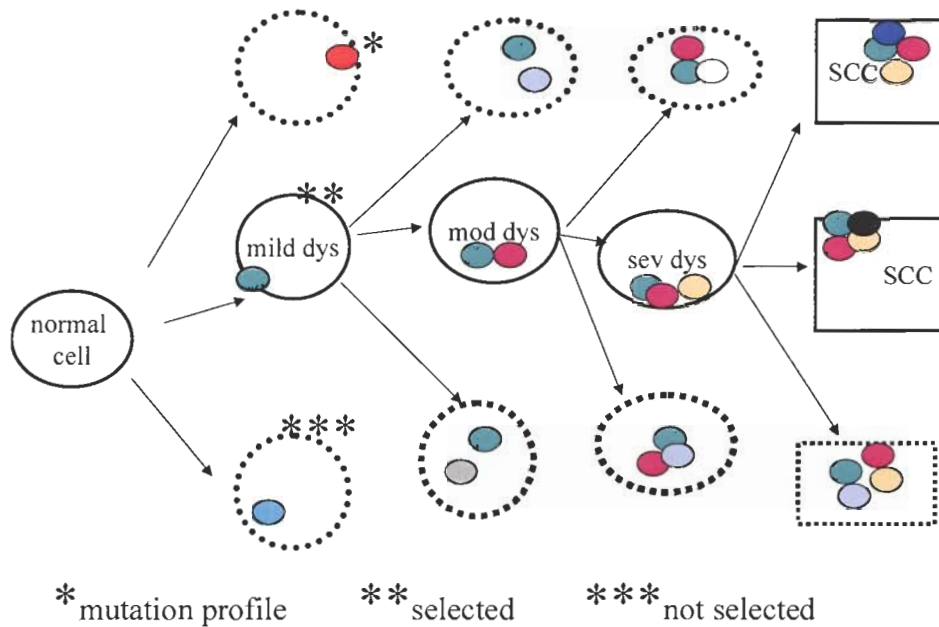 *
SCC
**
mild dys
mod dys
sev dys
SCC
normal
cell
***
*mutation profile **selected ***not selected